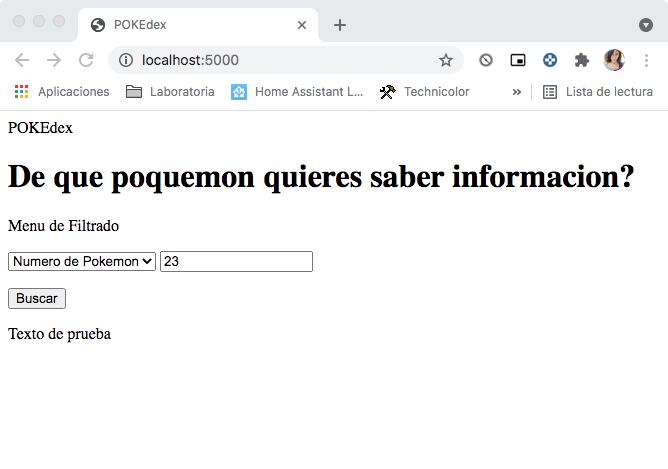 POKEdex
localhost:5000
Aplicaciones Laboratoria Home Assistant L... Technicolor » Lista de lectura
POKEdex
De que poquemon quieres saber informacion?
Menu de Filtrado
Numero de Pokemon 23
Buscar
Texto de prueba